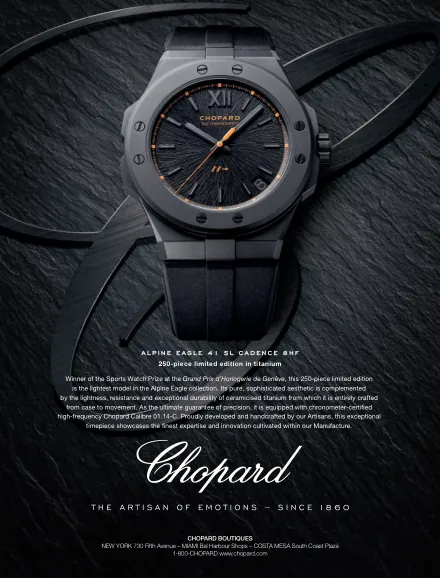 XII
CHOPARD
8
ALPINE EAGLE 41 SL CADENCE 8HF
250-piece limited edition in titanium
Winner of the Sports Watch Prize at the Grand Prix d'Horlogerie de Genève, this 250-piece limited edition
is the lightest model in the Alpine Eagle collection. Its pure, sophisticated aesthetic is complemented
by the lightness, resistance and exceptional durability of ceramicised titanium from which it is entirely crafted
from case to movement. As the ultimate guarantee of precision, it is equipped with chronometer-certified
high-frequency Chopard Calibre 01.14-C. Proudly developed and handcrafted by our Artisans, this exceptional
timepiece showcases the finest expertise and innovation cultivated within our Manufacture.
Chopard
THE ARTISAN OF EMOTIONS – SINCE 1860
CHOPARD BOUTIQUES
NEW YORK 730 Fifth Avenue – MIAMI Bal Harbour Shops – COSTA MESA South Coast Plaza
1-800-CHOPARD www.chopard.com